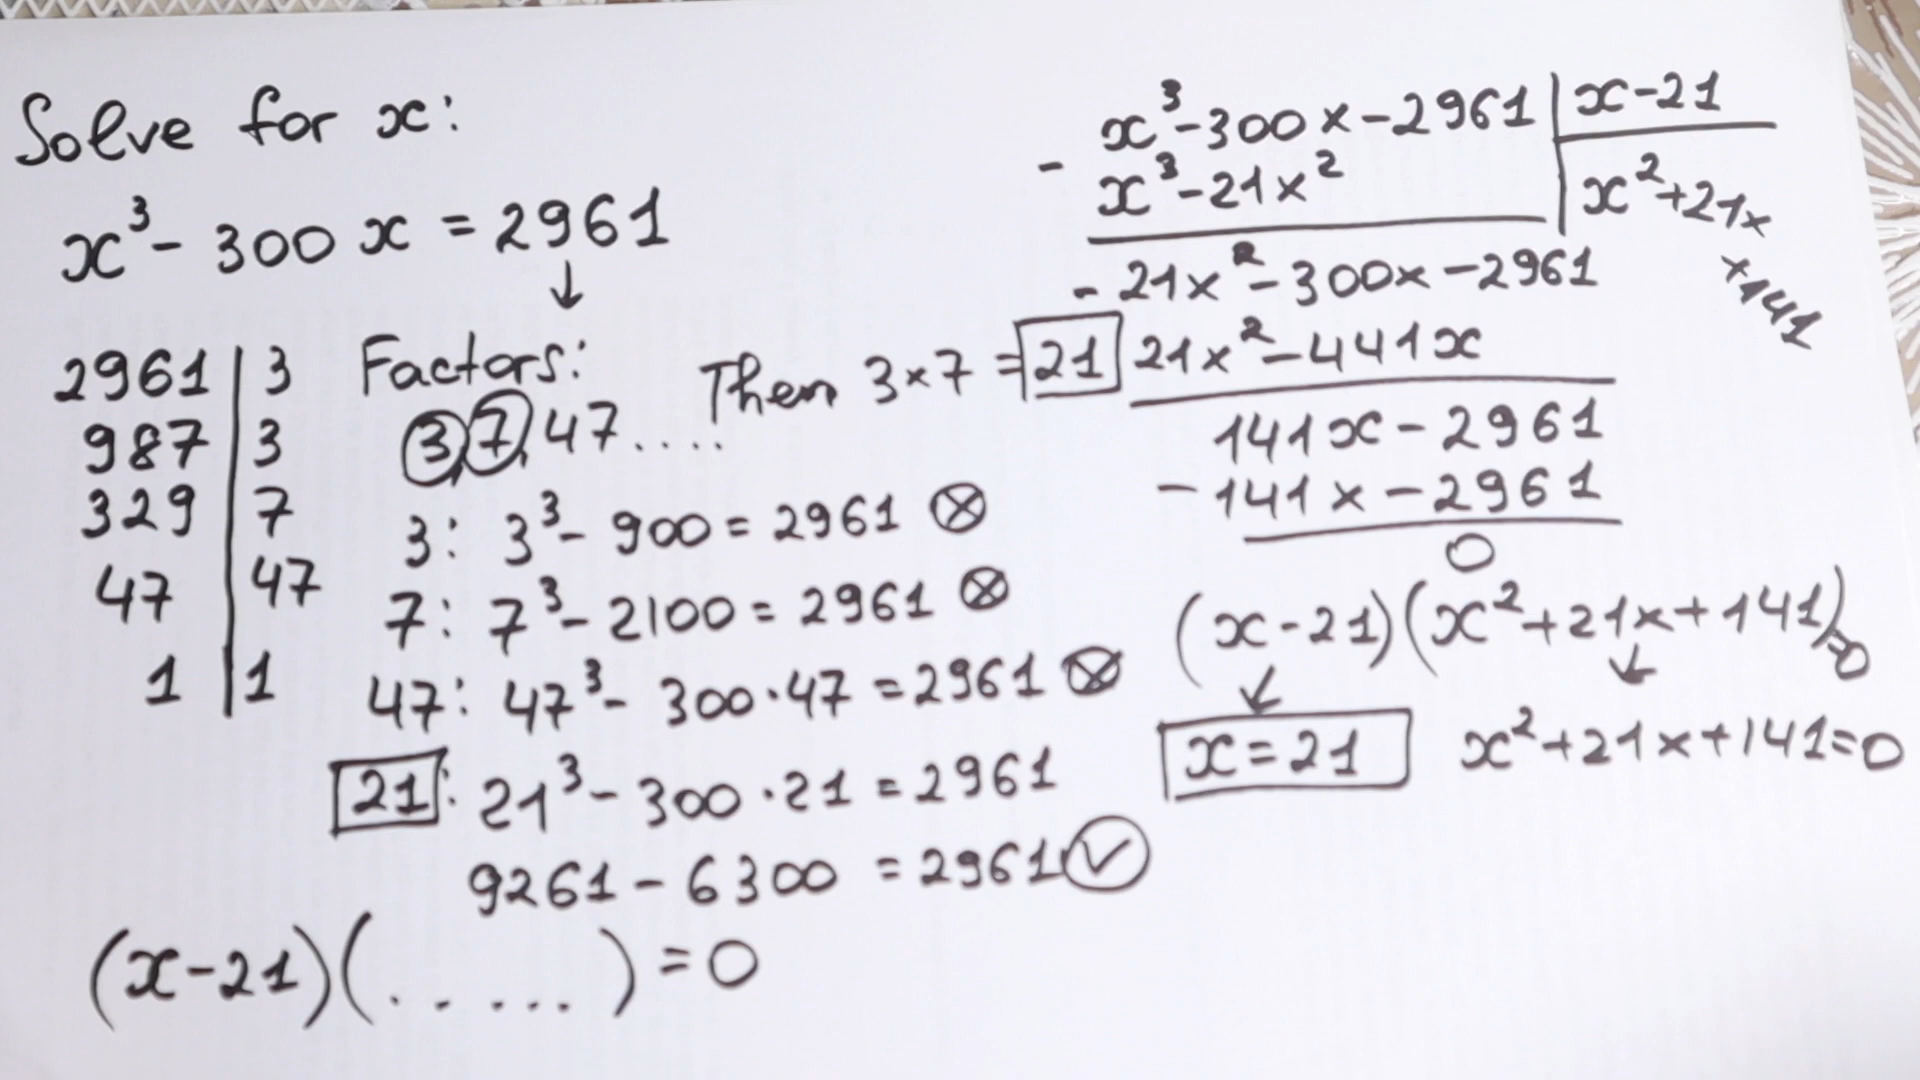 Solve for x:
x³ - 300x = 2961
↓
2961 | 3
987 | 3
329 | 7
47 | 47
1 | 1
Factors:
3, 7, 47.... Then 3×7 = 21
3: 3³ - 900 = 2961 ⊗
7: 7³ - 2100 = 2961 ⊗
47: 47³ - 300·47 = 2961 ⊗
21: 21³ - 300·21 = 2961
9261 - 6300 = 2961 ✓
(x-21)(.....) = 0
x³ - 300x - 2961 | x - 21
- x³ - 21x² | x² + 21x
+ 141
- 21x² - 300x - 2961
21x² - 441x
141x - 2961
- 141x - 2961
0
(x - 21)(x² + 21x + 141) = 0
↓ ↓
x = 21 x² + 21x + 141 = 0